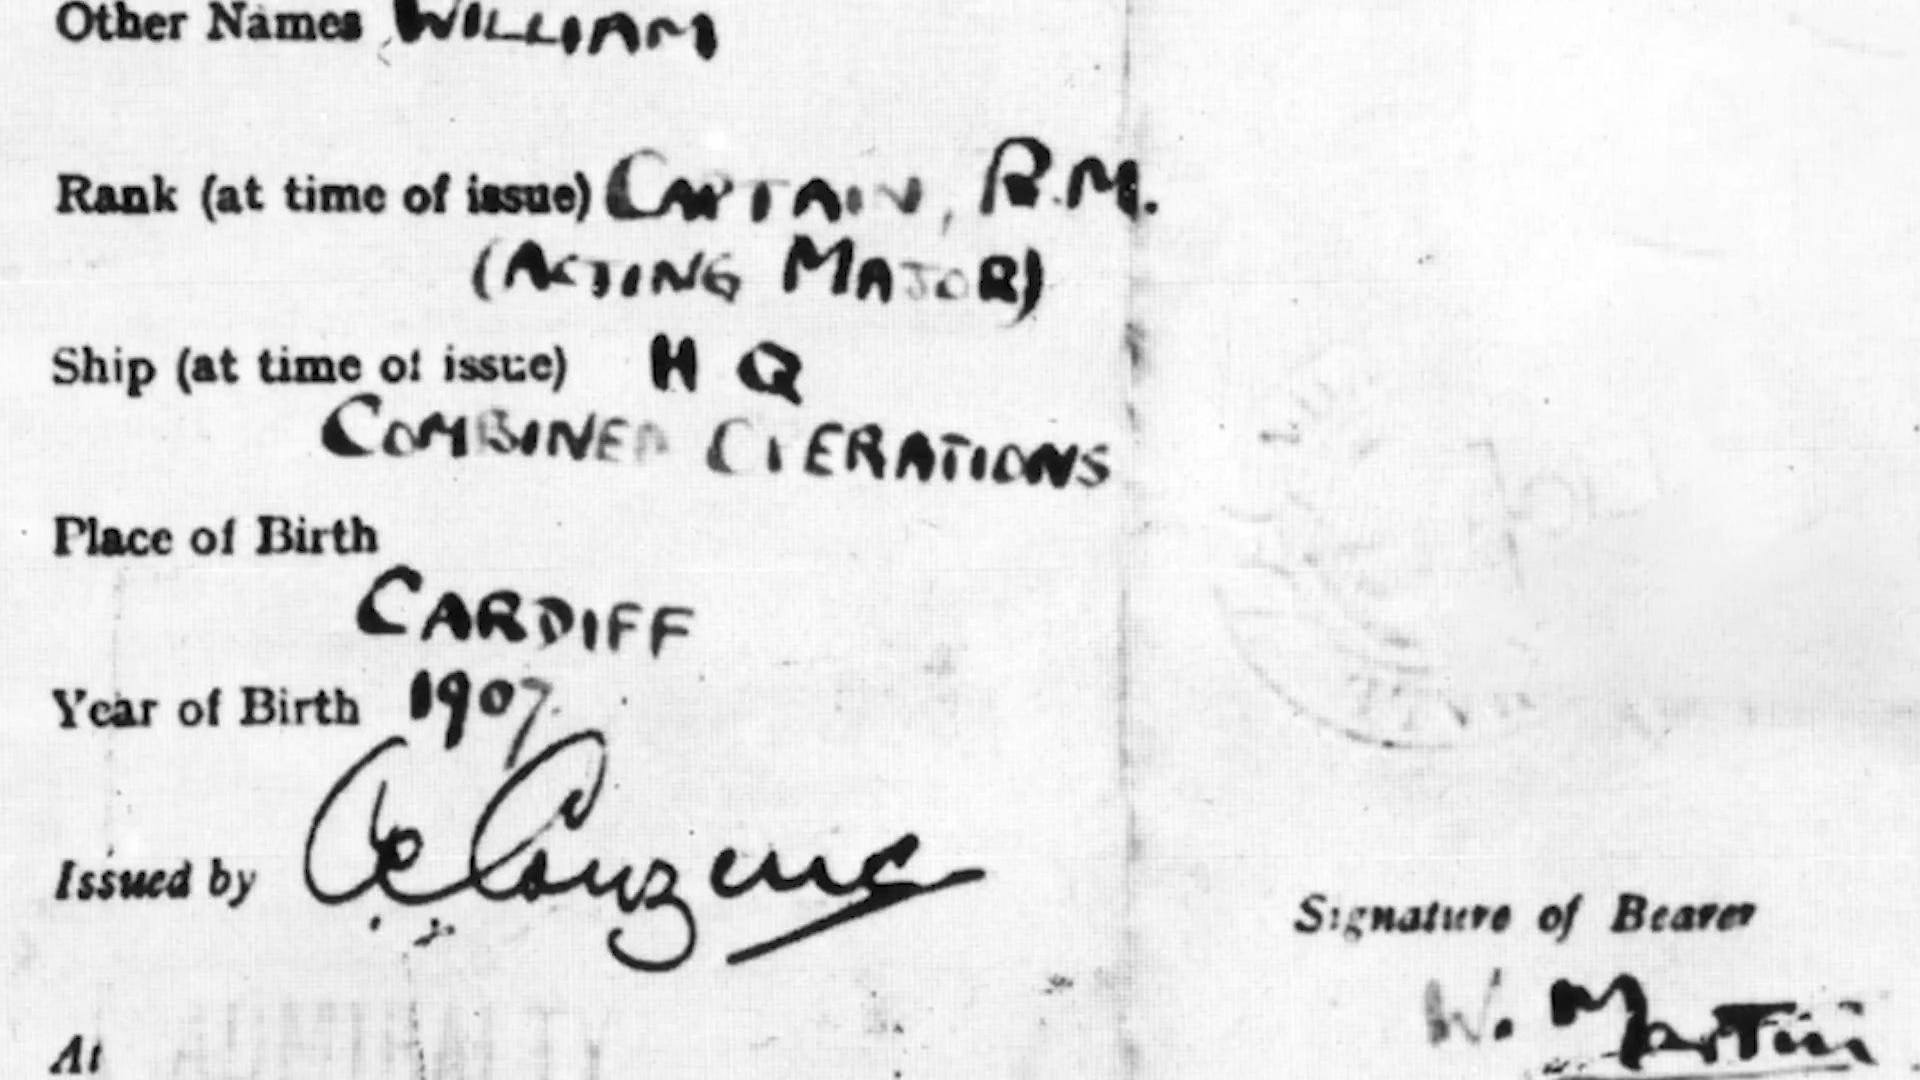 Other Names WILLIAM
Rank (at time of issue) CAPTAIN, R.M.
(ACTING MAJOR)
Ship (at time of issue) H Q
COMBINED OPERATIONS
Place of Birth
CARDIFF
Year of Birth 1907
Issued by
Signature of Bearer
W. Martin
At